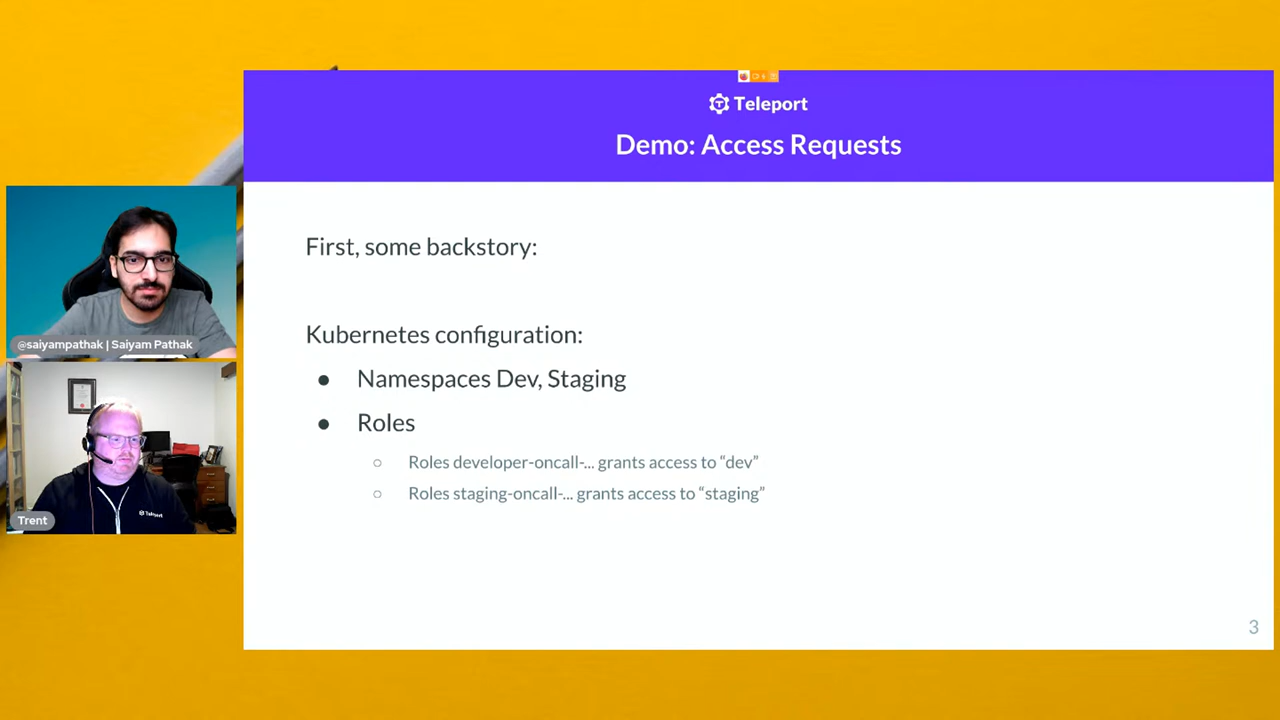 Teleport
Demo: Access Requests
First, some backstory:
Kubernetes configuration:
● Namespaces Dev, Staging
● Roles
○ Roles developer-oncall-... grants access to “dev”
○ Roles staging-oncall-... grants access to “staging”
3
@saiyampathak | Saiyam Pathak
Teleport
Trent